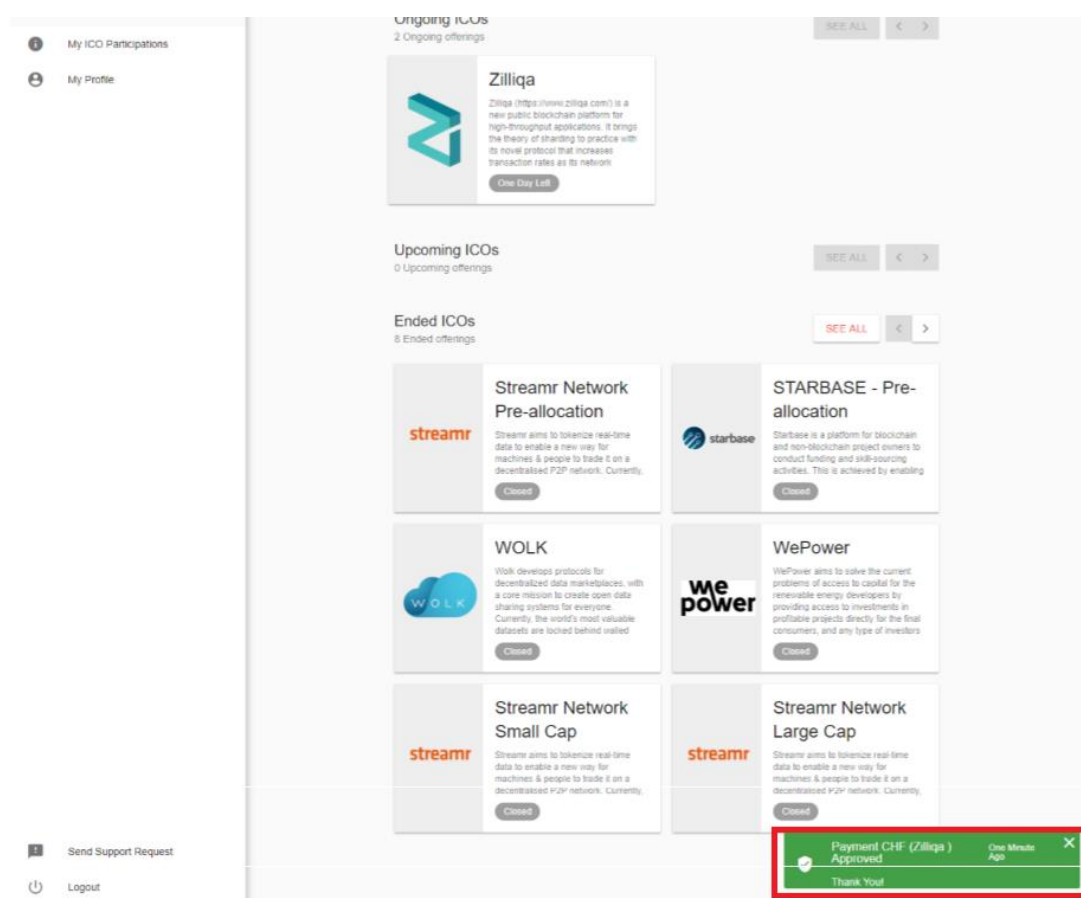 My ICO Participations
My Profile
Send Support Request
Logout
Ongoing ICOs
2 Ongoing offerings
SEE ALL
Zilliqa
Zilliqa (https://www.zilliqa.com/) is a
new public blockchain platform for
high-throughput applications. It brings
the theory of sharding to practice with
its novel protocol that increases
transaction rates as its network
One Day Left
Upcoming ICOs
0 Upcoming offerings
SEE ALL
Ended ICOs
8 Ended offerings
SEE ALL
streamr
Streamr Network
Pre-allocation
Streamr aims to tokenize real-time
data to enable a new way for
machines & people to trade it on a
decentralised P2P network. Currently,
Closed
starbase
STARBASE - Pre-
allocation
Starbase is a platform for blockchain
and non-blockchain project owners to
conduct funding and skill-sourcing
activities. This is achieved by enabling
Closed
WOLK
WOLK
Wolk develops protocols for
decentralized data marketplaces, with
a core mission to create open data
sharing systems for everyone.
Currently, the world's most valuable
datasets are locked behind walled
Closed
we
power
WePower
WePower aims to solve the current
problems of access to capital for the
renewable energy developers by
providing access to investments in
profitable projects directly for the final
consumers, and any type of investors
Closed
streamr
Streamr Network
Small Cap
Streamr aims to tokenize real-time
data to enable a new way for
machines & people to trade it on a
decentralised P2P network. Currently,
Closed
streamr
Streamr Network
Large Cap
Streamr aims to tokenize real-time
data to enable a new way for
machines & people to trade it on a
decentralised P2P network. Currently,
Closed
Payment CHF (Zilliqa )
Approved
One Minute
Ago
Thank You!